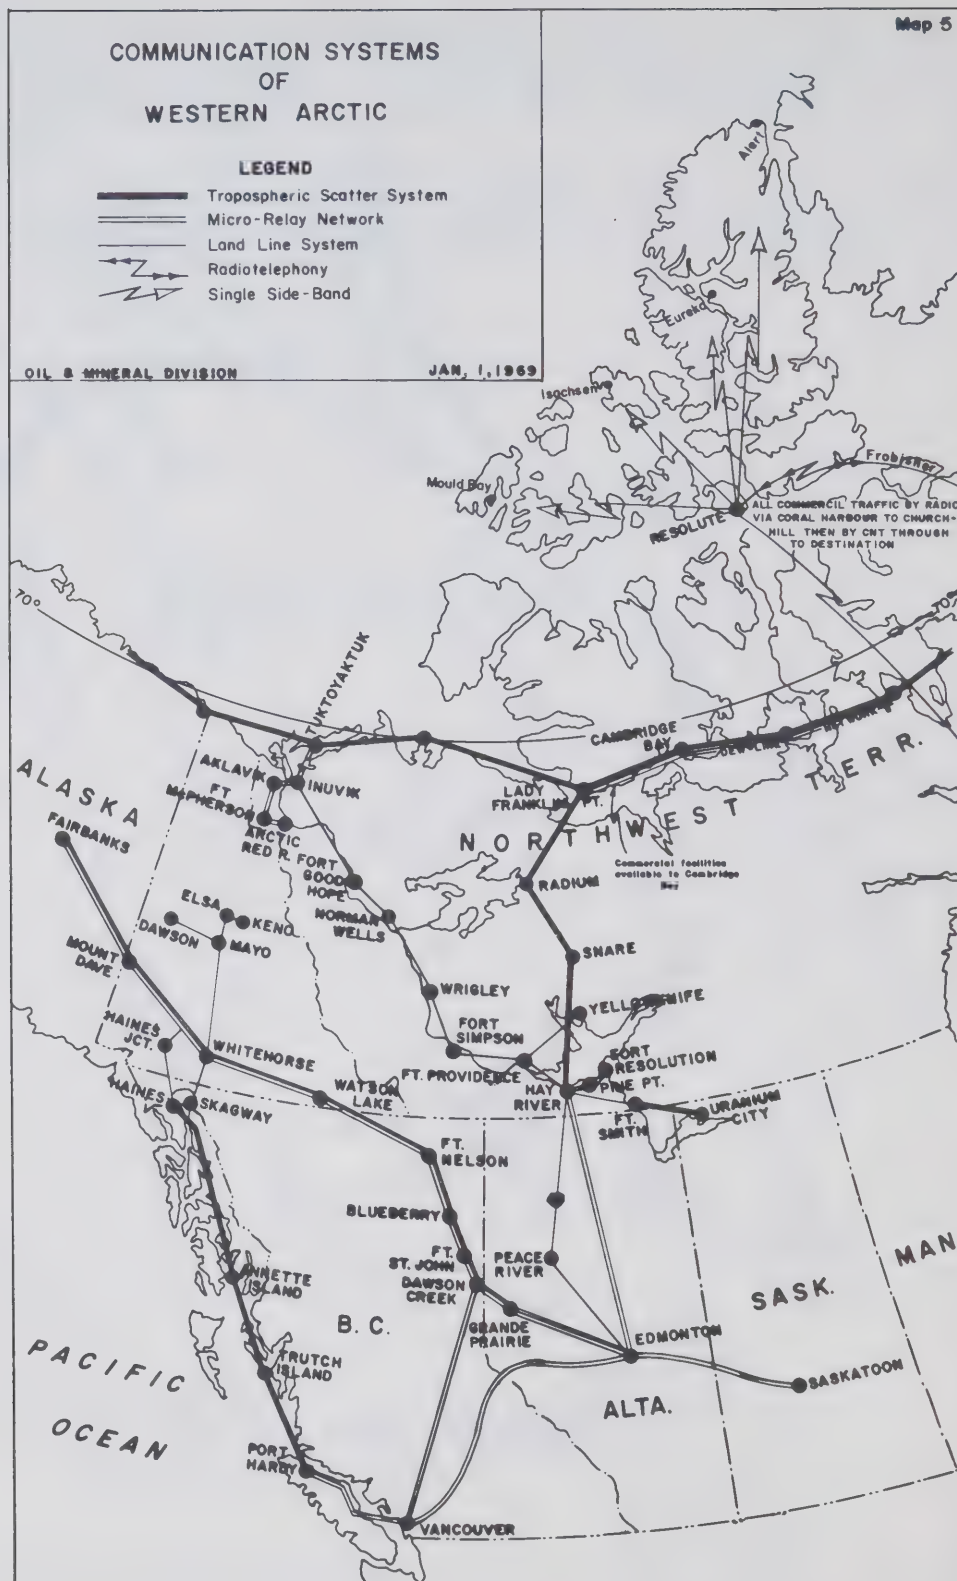 Map 5
COMMUNICATION SYSTEMS
OF
WESTERN ARCTIC
LEGEND
Tropospheric Scatter System
Micro-Relay Network
Land Line System
Radiotelephony
Single Side-Band
OIL & MINERAL DIVISION
JAN, 1, 1969
Alert
Eureka
Isachsen
Mould Bay
Frobisher
RESOLUTE
ALL COMMERCIL TRAFFIC BY RADIO
VIA CORAL HARBOUR TO CHURCH-
HILL THEN BY CNT THROUGH
TO DESTINATION
70°
70°
TUKTOYAKTUK
CAMBRIDGE
BAY
DEW LINE
NETWORK
ALASKA
AKLAVIK
INUVIK
FT
McPHERSON
ARCTIC
RED R.
LADY
FRANKLIN PT.
NORTHWEST TERR.
FAIRBANKS
FORT
GOOD
HOPE
Commercial facilities
available to Cambridge
Bay
RADIUM
ELSA
KENO
DAWSON
MAYO
NORMAN
WELLS
MOUNT
DAVE
SNARE
WRIGLEY
YELLOWKNIFE
HAINES
JCT.
WHITEHORSE
FORT
SIMPSON
FORT
RESOLUTION
FT. PROVIDENCE
PINE PT.
HAY
RIVER
HAINES
SKAGWAY
WATSON
LAKE
FT.
SMITH
URANIUM
CITY
FT.
NELSON
BLUEBERRY
FT.
ST. JOHN
PEACE
RIVER
MAN
ANNETTE
ISLAND
DAWSON
CREEK
SASK.
B.C.
GRANDE
PRAIRIE
EDMONTON
PACIFIC
OCEAN
TRUTCH
ISLAND
SASKATOON
ALTA.
PORT
HARDY
VANCOUVER